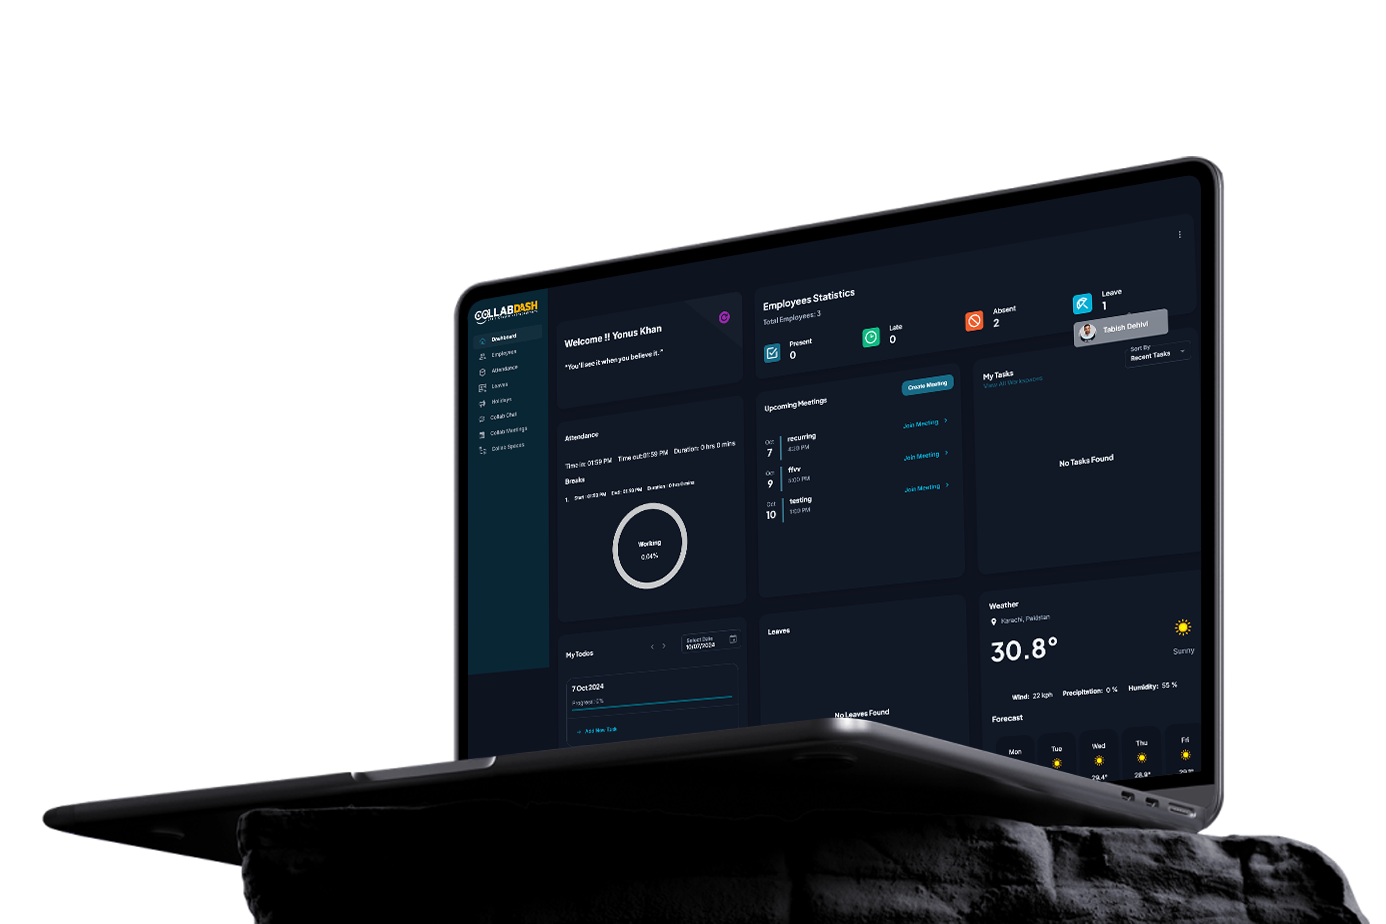 COLLABDASH
Dashboard
Employees
Attendance
Leaves
Holidays
Collab Chat
Collab Meetings
Collab Spaces
Welcome !! Yonus Khan
"You'll see it when you believe it."
Employees Statistics
Total Employees: 3
Present
0
Late
0
Absent
2
Leave
1
Tabish Dehlvi
Attendance
Time in: 01:59 PM Time out:01:59 PM Duration: 0 hrs 0 mins
Breaks
1. Start : 01:59 PM End : 01:59 PM Duration : 0 hrs 0 mins
Working
0.04%
Upcoming Meetings
Create Meeting
Oct
7
recurring
4:28 PM
Join Meeting >
Oct
9
ffvv
5:00 PM
Join Meeting >
Oct
10
testing
1:00 PM
Join Meeting >
My Tasks
View All Workspaces
Sort By
Recent Tasks
No Tasks Found
My Todos
Select Date
10/07/2024
7 Oct 2024
Progress: 0%
+ Add New Task
Leaves
No Leaves Found
Weather
Karachi, Pakistan
30.8°
Sunny
Wind: 22 kph Precipitation: 0 % Humidity: 55 %
Forecast
Mon
Tue
Wed
Thu
Fri
29.4°
28.9°